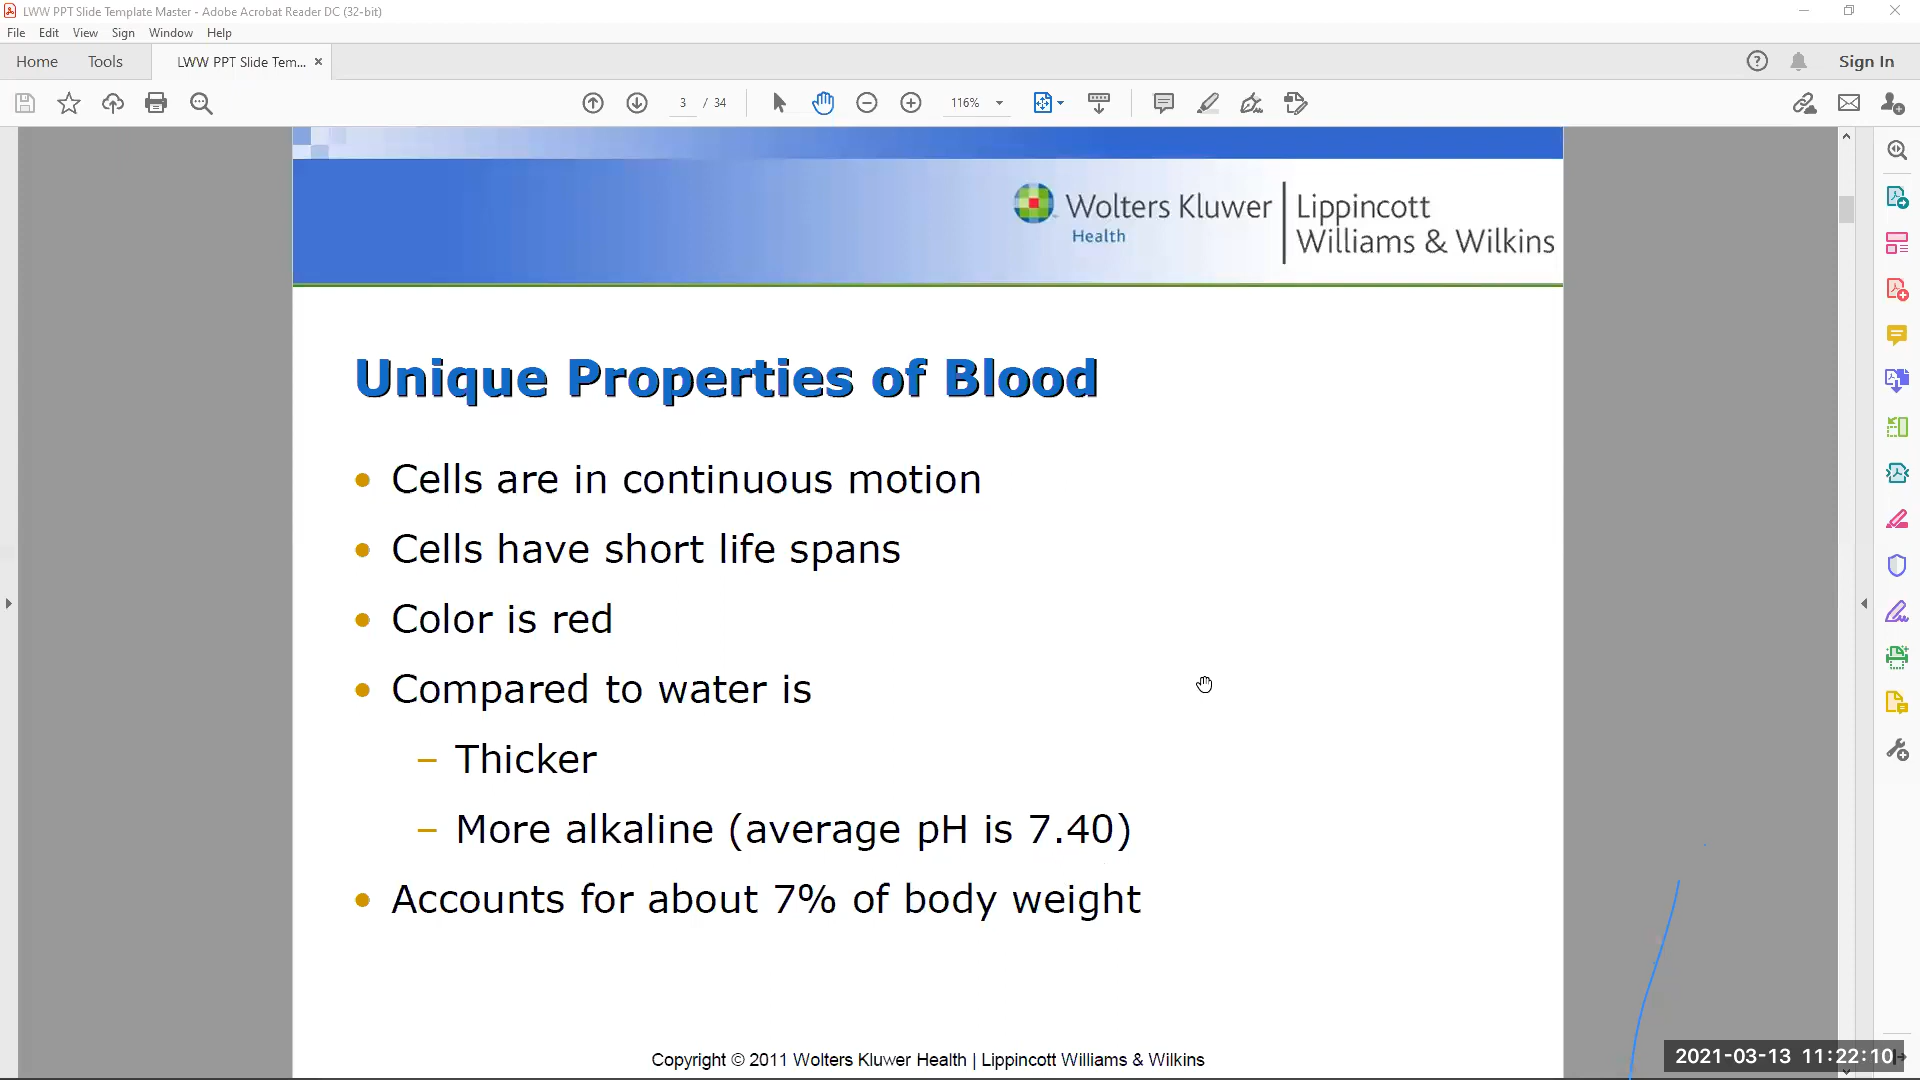 LWW PPT Slide Template Master - Adobe Acrobat Reader DC (32-bit)
File Edit View Sign Window Help
Home Tools LWW PPT Slide Tem... × Sign In
3 / 34 116%
Wolters Kluwer Lippincott
Health Williams & Wilkins
Unique Properties of Blood
• Cells are in continuous motion
• Cells have short life spans
• Color is red
• Compared to water is
– Thicker
– More alkaline (average pH is 7.40)
• Accounts for about 7% of body weight
Copyright © 2011 Wolters Kluwer Health | Lippincott Williams & Wilkins
2021-03-13 11:22:10